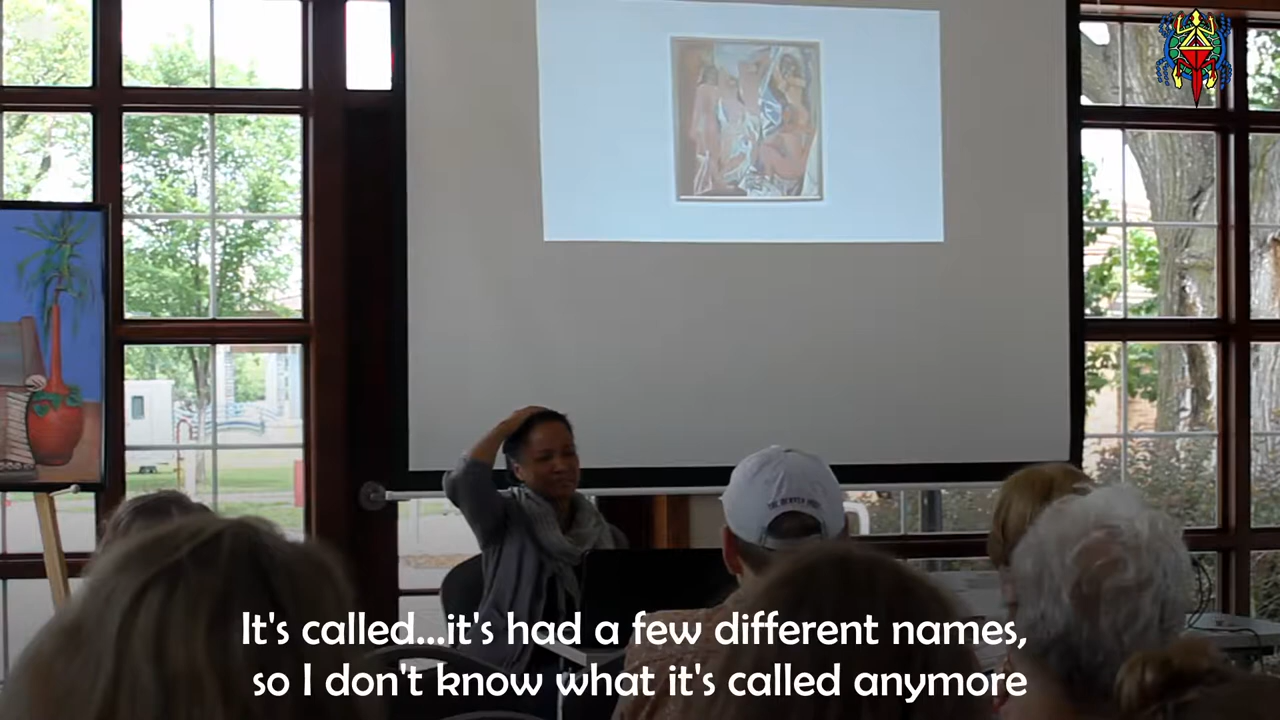 It's called...it's had a few different names,
so I don't know what it's called anymore